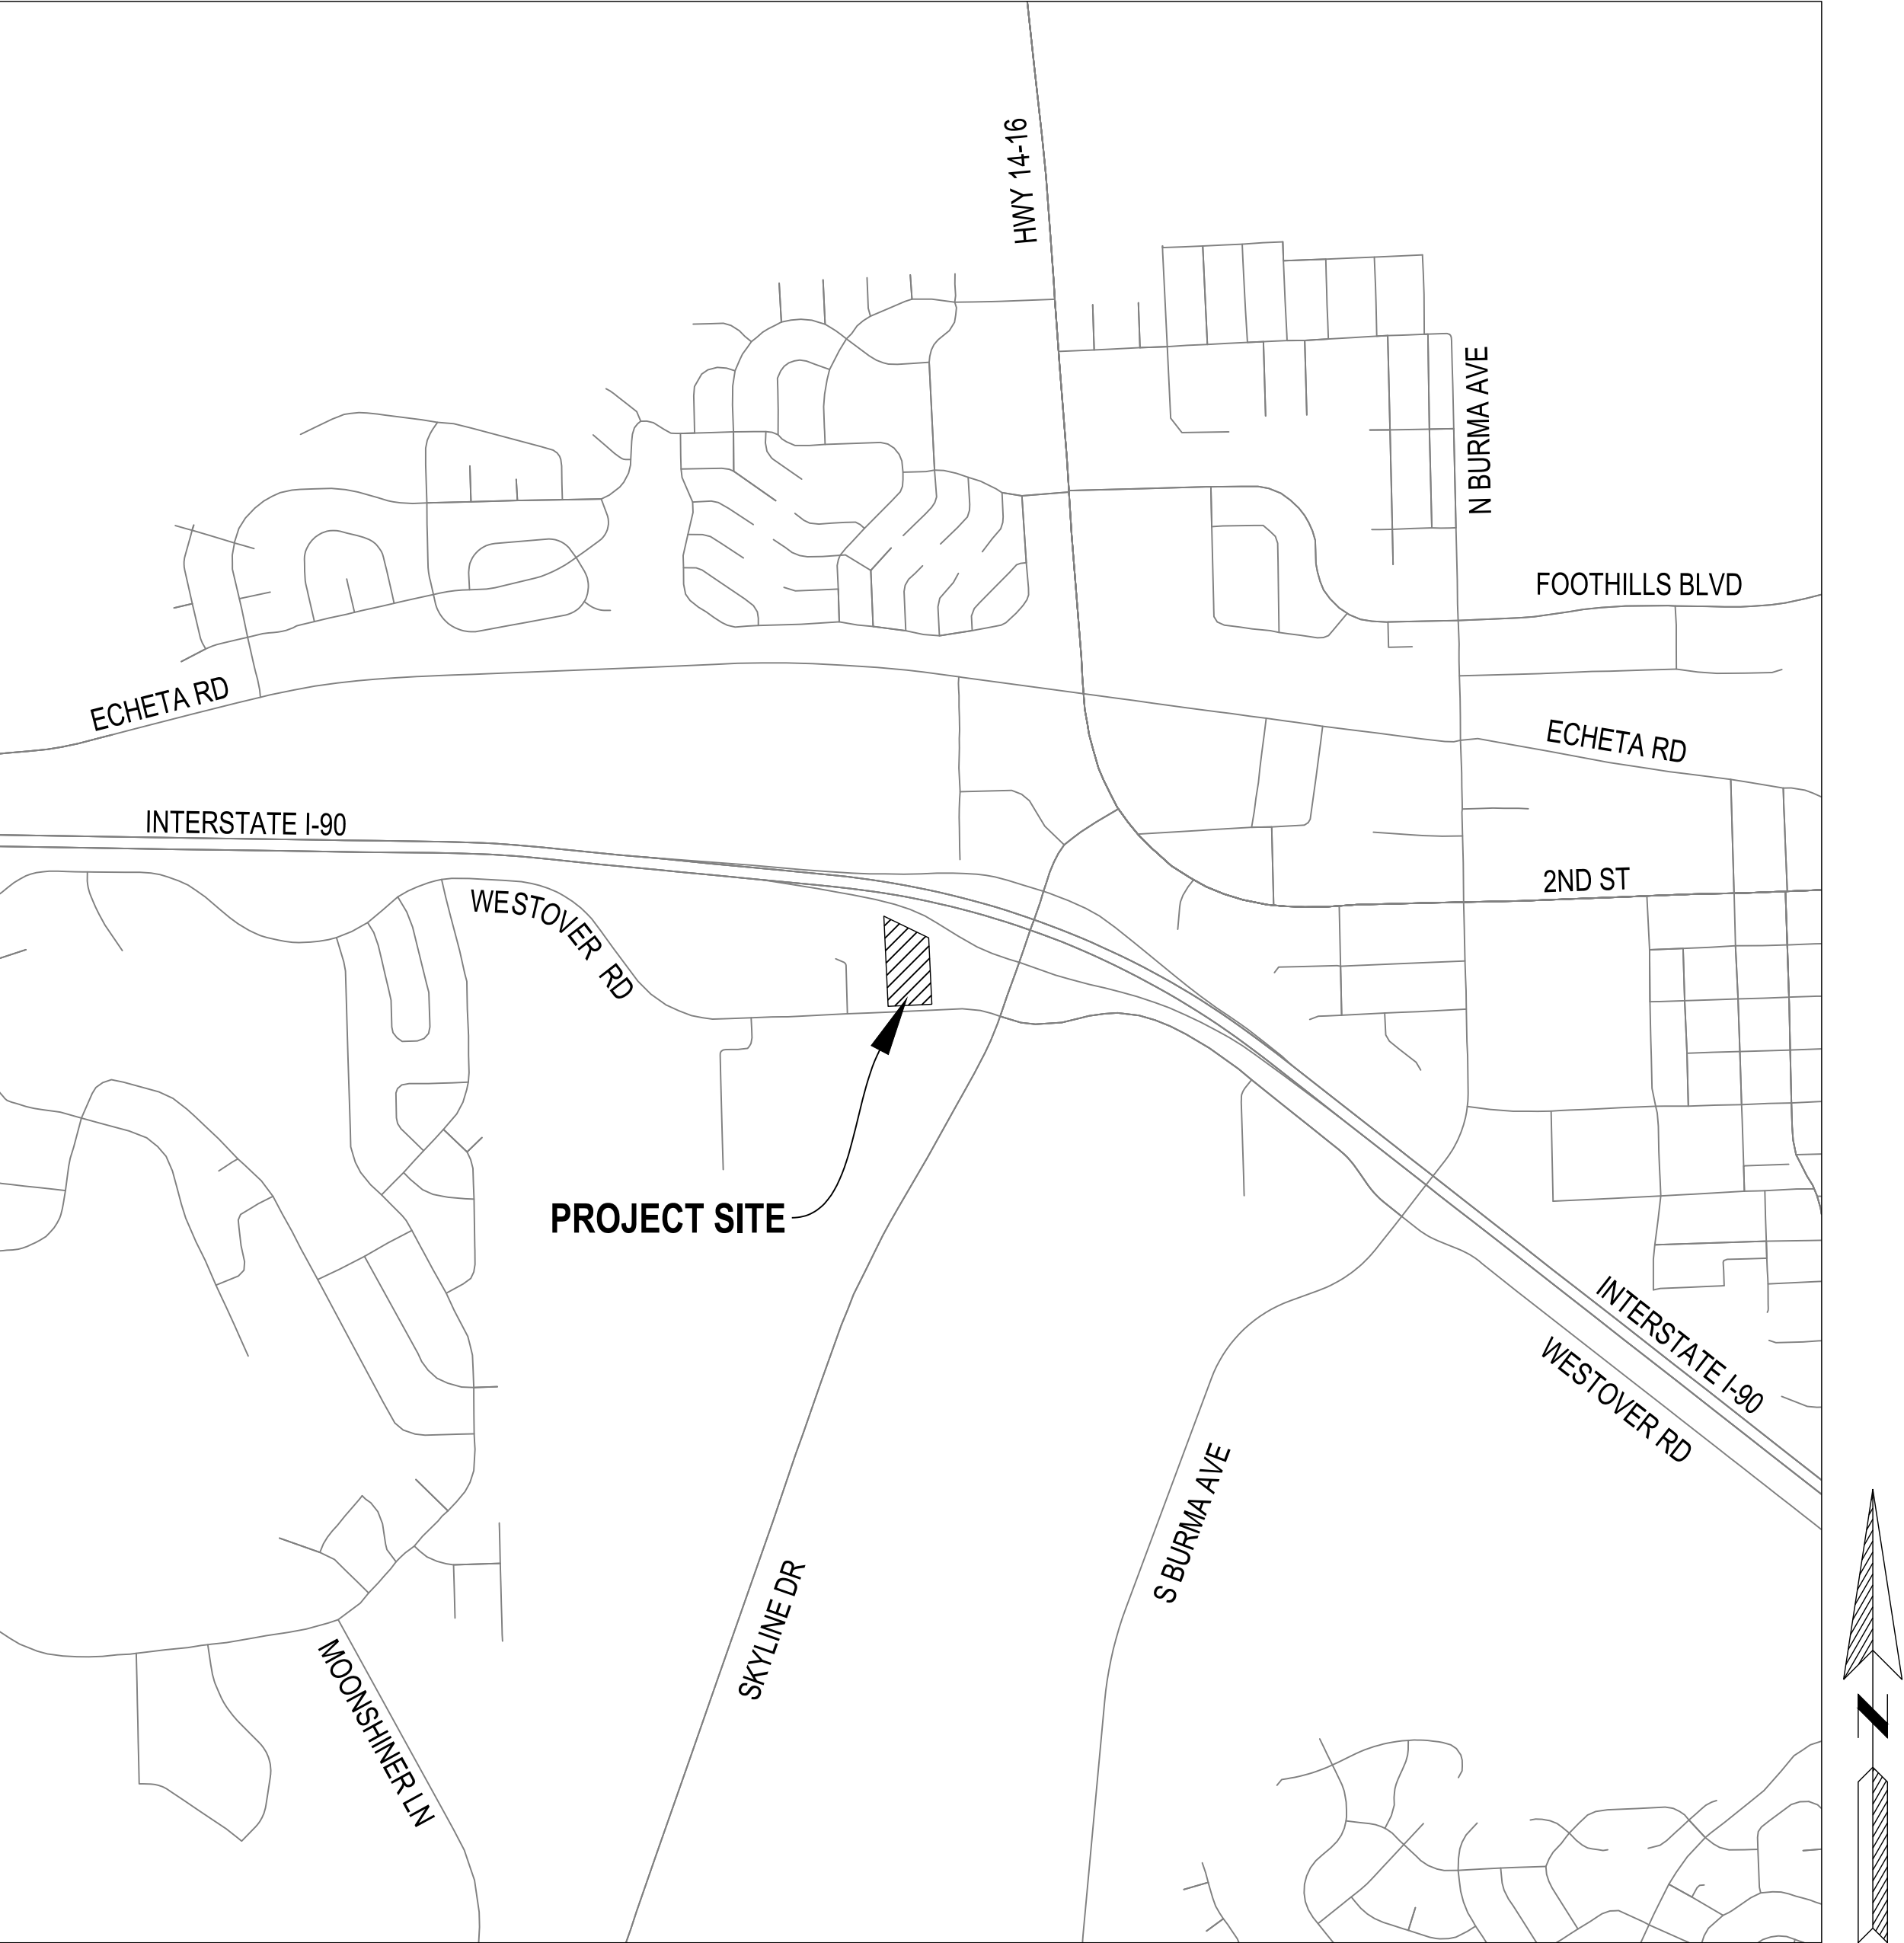 HWY 14-16
N BURMA AVE
FOOTHILLS BLVD
ECHETA RD
ECHETA RD
INTERSTATE I-90
2ND ST
WESTOVER RD
PROJECT SITE
INTERSTATE I-90
WESTOVER RD
S BURMA AVE
SKYLINE DR
MOONSHINER LN
N